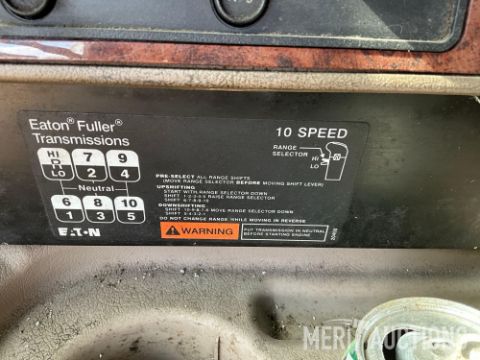 Eaton® Fuller®
Transmissions
10 SPEED
HI
R
LO
7
2
9
4
Neutral
6
1
8
3
10
5
EATON
RANGE
SELECTOR
HI
LO
PRE-SELECT ALL RANGE SHIFTS
(MOVE RANGE SELECTOR BEFORE MOVING SHIFT LEVER)
UPSHIFTING
START WITH RANGE SELECTOR DOWN
SHIFT 1-2-3-4-5 RAISE RANGE SELECTOR
SHIFT 6-7-8-9-10
DOWNSHIFTING
SHIFT 10-9-8-7-6 MOVE RANGE SELECTOR DOWN
SHIFT 5-4-3-2-1
DO NOT CHANGE RANGE WHILE MOVING IN REVERSE
WARNING
PUT TRANSMISSION IN NEUTRAL
BEFORE STARTING ENGINE
MERIT AUCTIONS